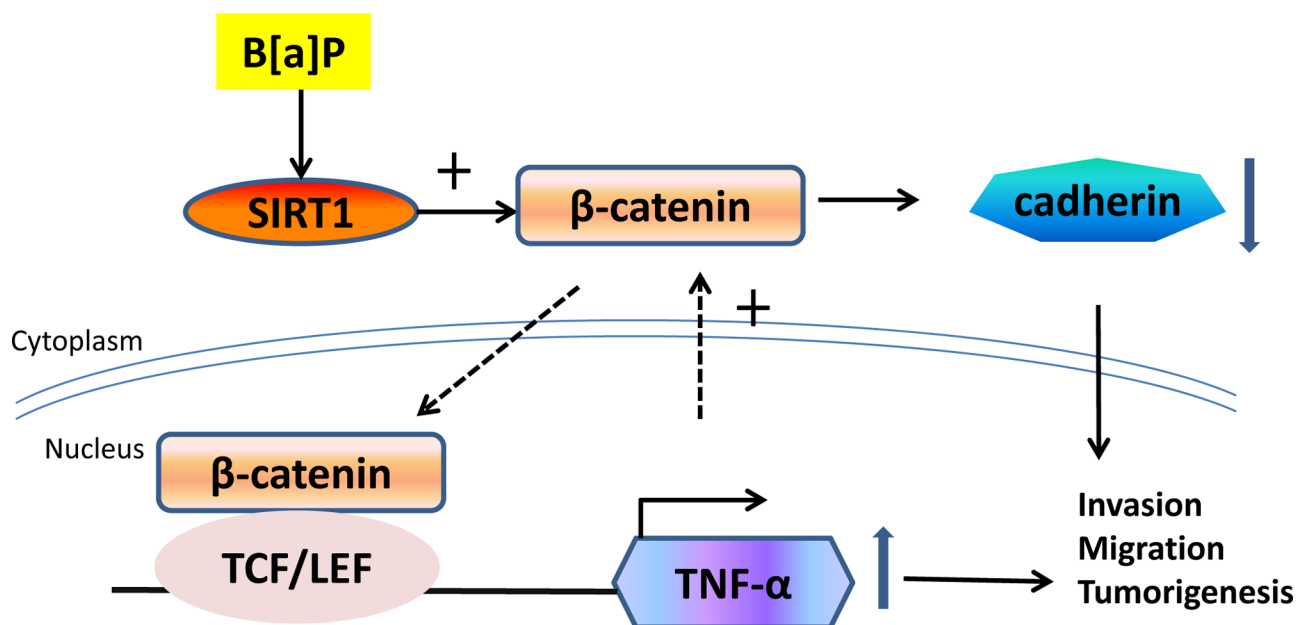 B[a]P
+
SIRT1
β-catenin
cadherin
+
Cytoplasm
Nucleus
β-catenin
TCF/LEF
TNF-α
Invasion
Migration
Tumorigenesis